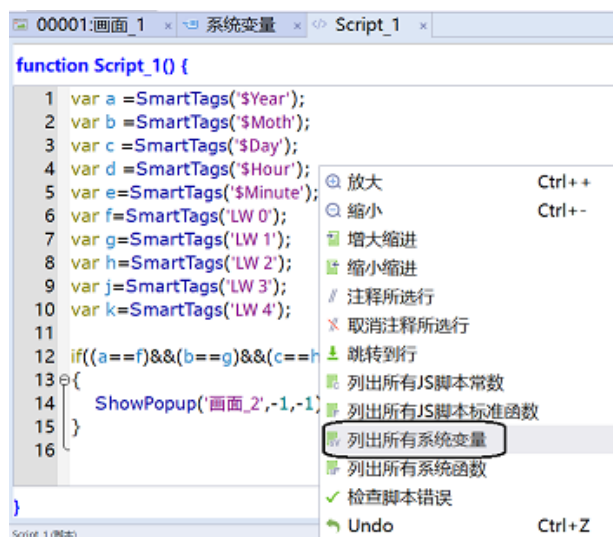 00001:画面_1 × 系统变量 × Script_1 ×
function Script_1() {
1 var a =SmartTags('$Year');
2 var b =SmartTags('$Moth');
3 var c =SmartTags('$Day');
4 var d =SmartTags('$Hour');
5 var e=SmartTags('$Minute');
6 var f=SmartTags('LW 0');
7 var g=SmartTags('LW 1');
8 var h=SmartTags('LW 2');
9 var j=SmartTags('LW 3');
10 var k=SmartTags('LW 4');
11
12 if((a==f)&&(b==g)&&(c==h
13 {
14 ShowPopup('画面_2',-1,-1)
15 }
16
}
放大 Ctrl++
缩小 Ctrl+-
增大缩进
缩小缩进
注释所选行
取消注释所选行
跳转到行
列出所有JS脚本常数
列出所有JS脚本标准函数
列出所有系统变量
列出所有系统函数
检查脚本错误
Undo Ctrl+Z
Script_1 (脚本)